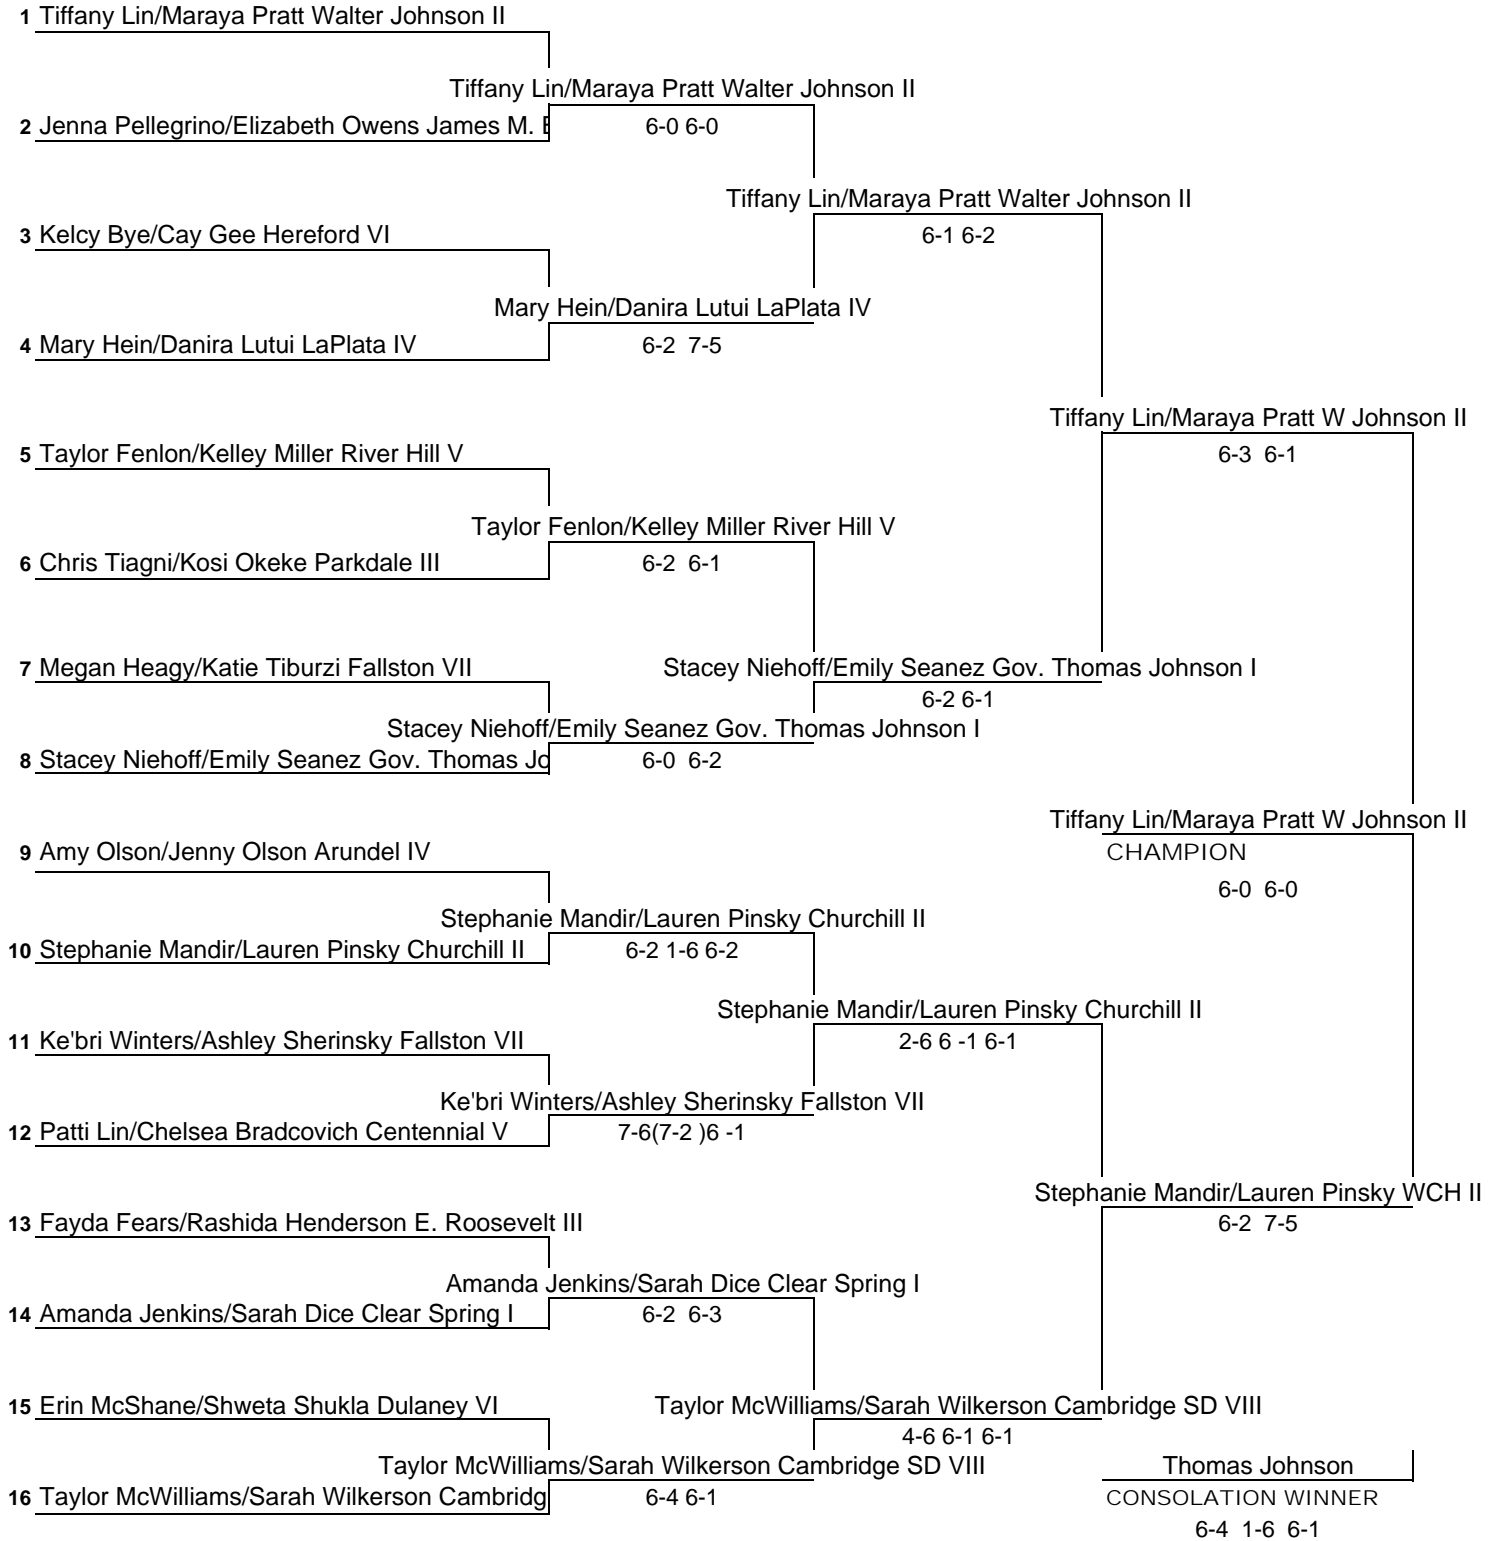 1 Tiffany Lin/Maraya Pratt Walter Johnson II
Tiffany Lin/Maraya Pratt Walter Johnson II
2 Jenna Pellegrino/Elizabeth Owens James M.
6-0 6-0
Tiffany Lin/Maraya Pratt Walter Johnson II
3 Kelcy Bye/Cay Gee Hereford VI
6-1 6-2
Mary Hein/Danira Lutui LaPlata IV
4 Mary Hein/Danira Lutui LaPlata IV
6-2 7-5
Tiffany Lin/Maraya Pratt W Johnson II
5 Taylor Fenlon/Kelley Miller River Hill V
6-3 6-1
Taylor Fenlon/Kelley Miller River Hill V
6 Chris Tiagni/Kosi Okeke Parkdale III
6-2 6-1
7 Megan Heagy/Katie Tiburzi Fallston VII
Stacey Niehoff/Emily Seanez Gov. Thomas Johnson I
6-2 6-1
Stacey Niehoff/Emily Seanez Gov. Thomas Johnson I
8 Stacey Niehoff/Emily Seanez Gov. Thomas Jo
6-0 6-2
Tiffany Lin/Maraya Pratt W Johnson II
9 Amy Olson/Jenny Olson Arundel IV
CHAMPION
6-0 6-0
Stephanie Mandir/Lauren Pinsky Churchill II
10 Stephanie Mandir/Lauren Pinsky Churchill II
6-2 1-6 6-2
Stephanie Mandir/Lauren Pinsky Churchill II
11 Ke'bri Winters/Ashley Sherinsky Fallston VII
2-6 6 -1 6-1
Ke'bri Winters/Ashley Sherinsky Fallston VII
12 Patti Lin/Chelsea Bradcovich Centennial V
7-6(7-2 )6 -1
Stephanie Mandir/Lauren Pinsky WCH II
13 Fayda Fears/Rashida Henderson E. Roosevelt III
6-2 7-5
Amanda Jenkins/Sarah Dice Clear Spring I
14 Amanda Jenkins/Sarah Dice Clear Spring I
6-2 6-3
15 Erin McShane/Shweta Shukla Dulaney VI
Taylor McWilliams/Sarah Wilkerson Cambridge SD VIII
4-6 6-1 6-1
Taylor McWilliams/Sarah Wilkerson Cambridge SD VIII
Thomas Johnson
16 Taylor McWilliams/Sarah Wilkerson Cambridg
6-4 6-1
CONSOLATION WINNER
6-4 1-6 6-1